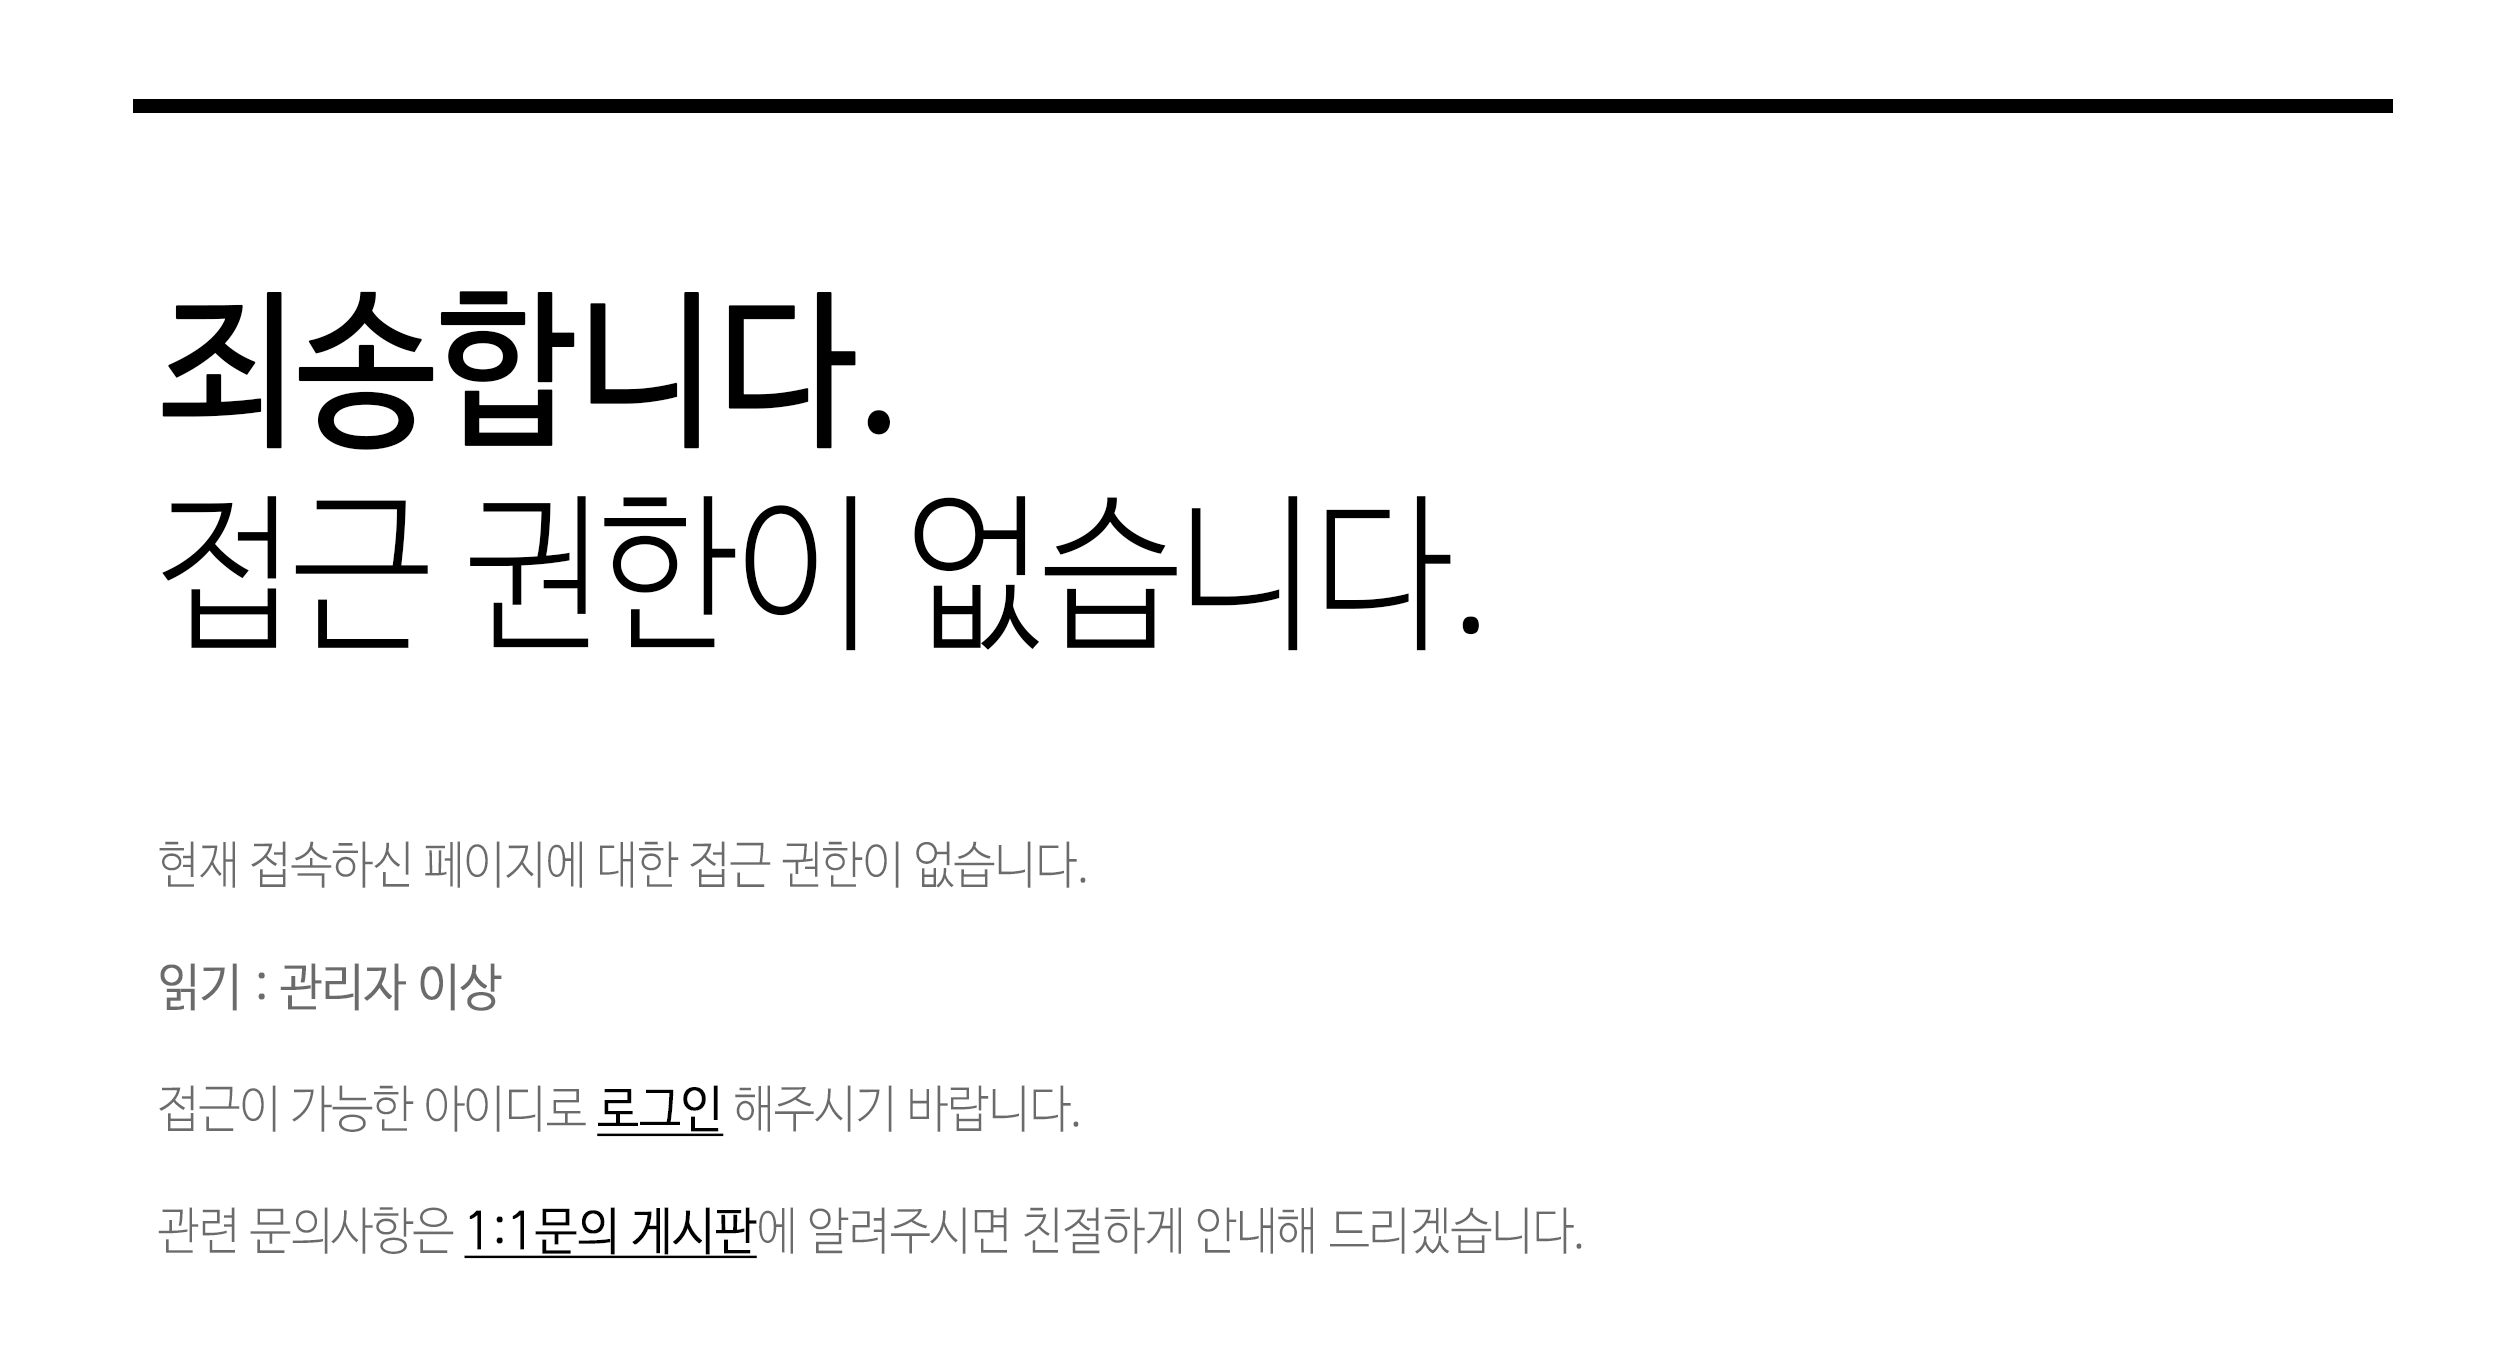 죄송합니다.
접근 권한이 없습니다.
현재 접속하신 페이지에 대한 접근 권한이 없습니다.
읽기 : 관리자 이상
접근이 가능한 아이디로 로그인 해주시기 바랍니다.
관련 문의사항은 1:1문의 게시판에 알려주시면 친절하게 안내해 드리겠습니다.